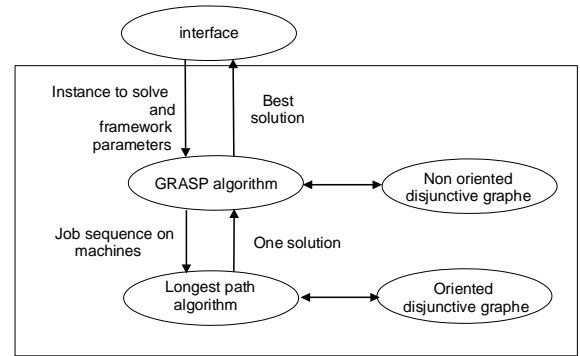 interface
Instance to solve
and
framework
parameters
Best
solution
GRASP algorithm
Non oriented
disjunctive graphe
Job sequence on
machines
One solution
Longest path
algorithm
Oriented
disjunctive graphe